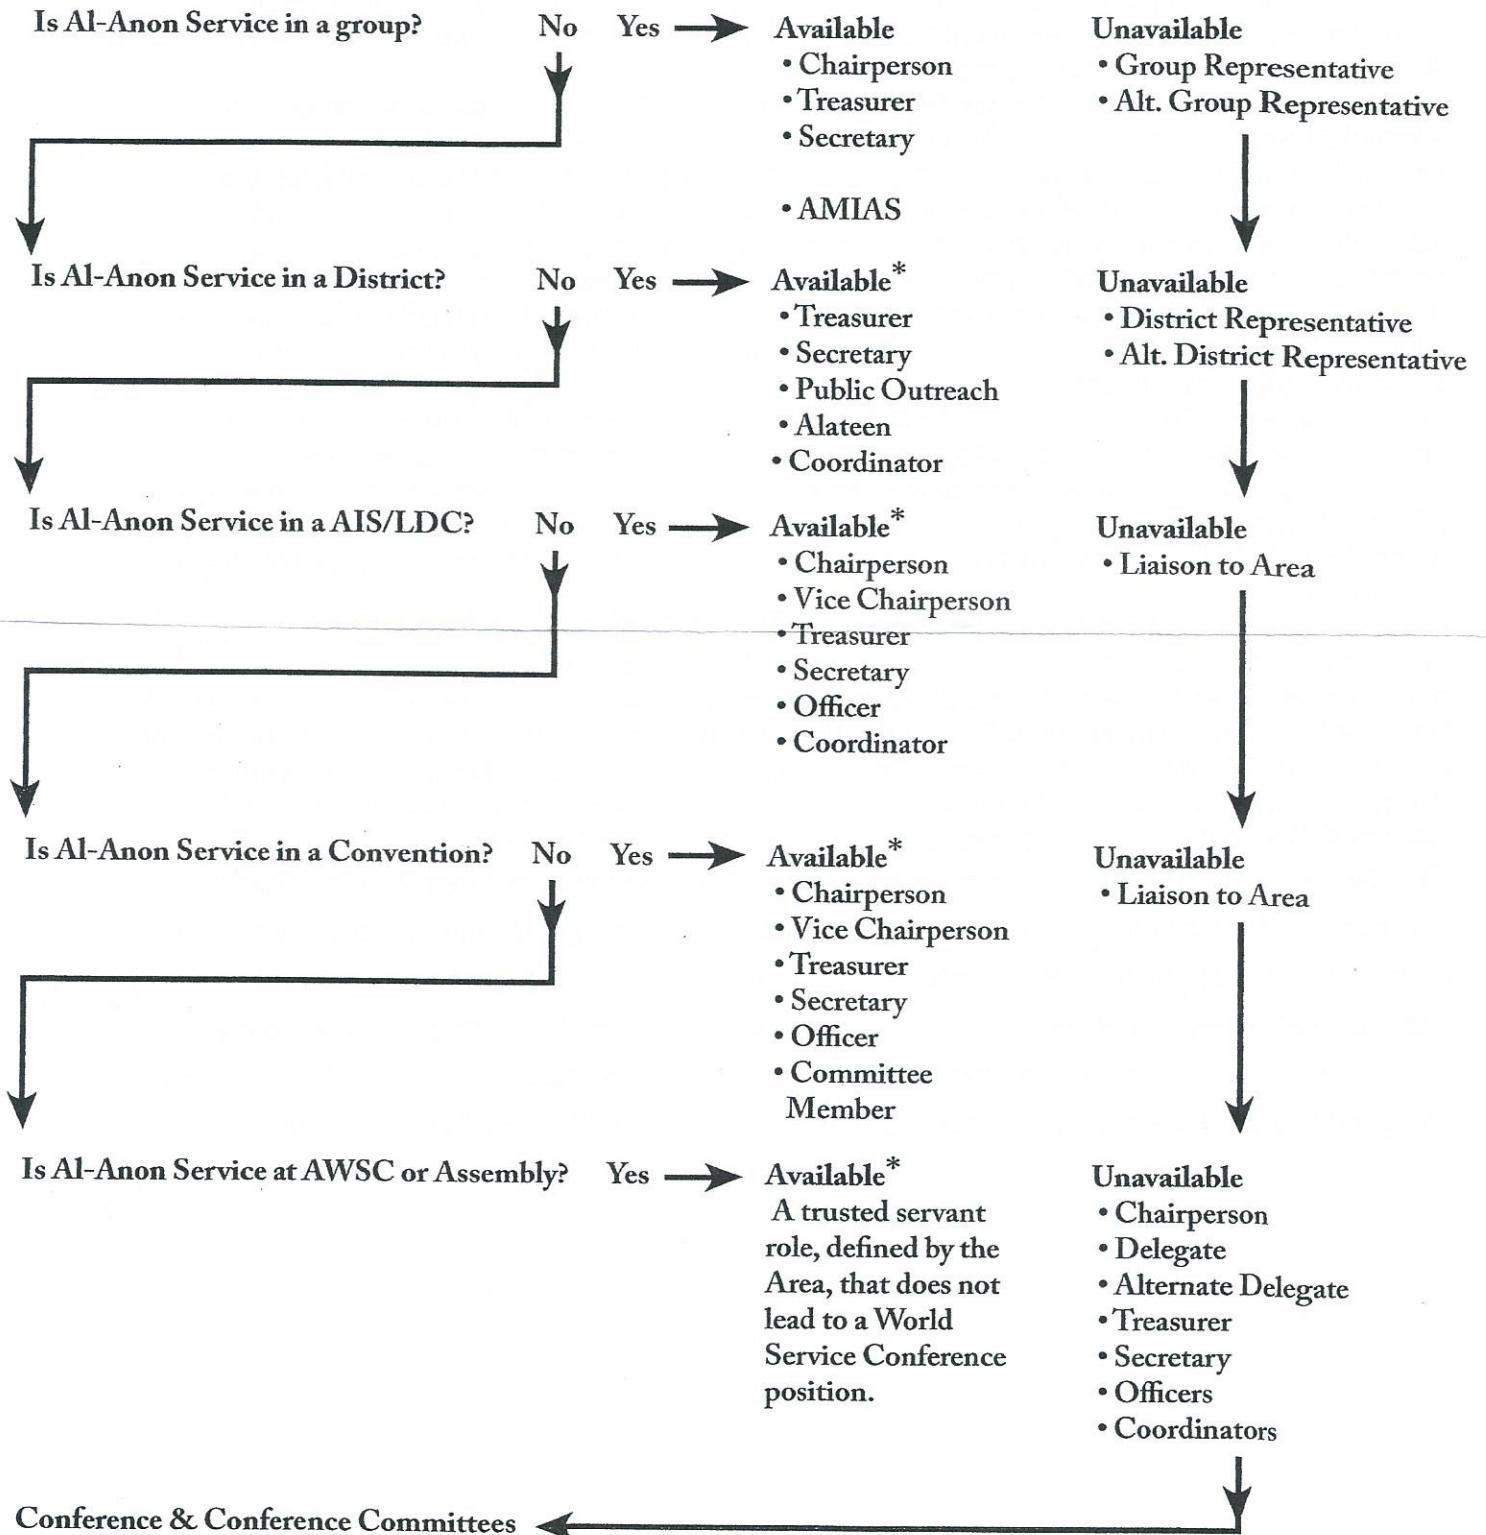 Is Al-Anon Service in a group? No Yes Available Unavailable
• Chairperson • Group Representative
• Treasurer • Alt. Group Representative
• Secretary
• AMIAS
Is Al-Anon Service in a District? No Yes Available* Unavailable
• Treasurer • District Representative
• Secretary • Alt. District Representative
• Public Outreach
• Alateen
• Coordinator
Is Al-Anon Service in a AIS/LDC? No Yes Available* Unavailable
• Chairperson • Liaison to Area
• Vice Chairperson
• Treasurer
• Secretary
• Officer
• Coordinator
Is Al-Anon Service in a Convention? No Yes Available* Unavailable
• Chairperson • Liaison to Area
• Vice Chairperson
• Treasurer
• Secretary
• Officer
• Committee
Member
Is Al-Anon Service at AWSC or Assembly? Yes Available* Unavailable
A trusted servant • Chairperson
role, defined by the • Delegate
Area, that does not • Alternate Delegate
lead to a World • Treasurer
Service Conference • Secretary
position. • Officers
• Coordinators
Conference & Conference Committees